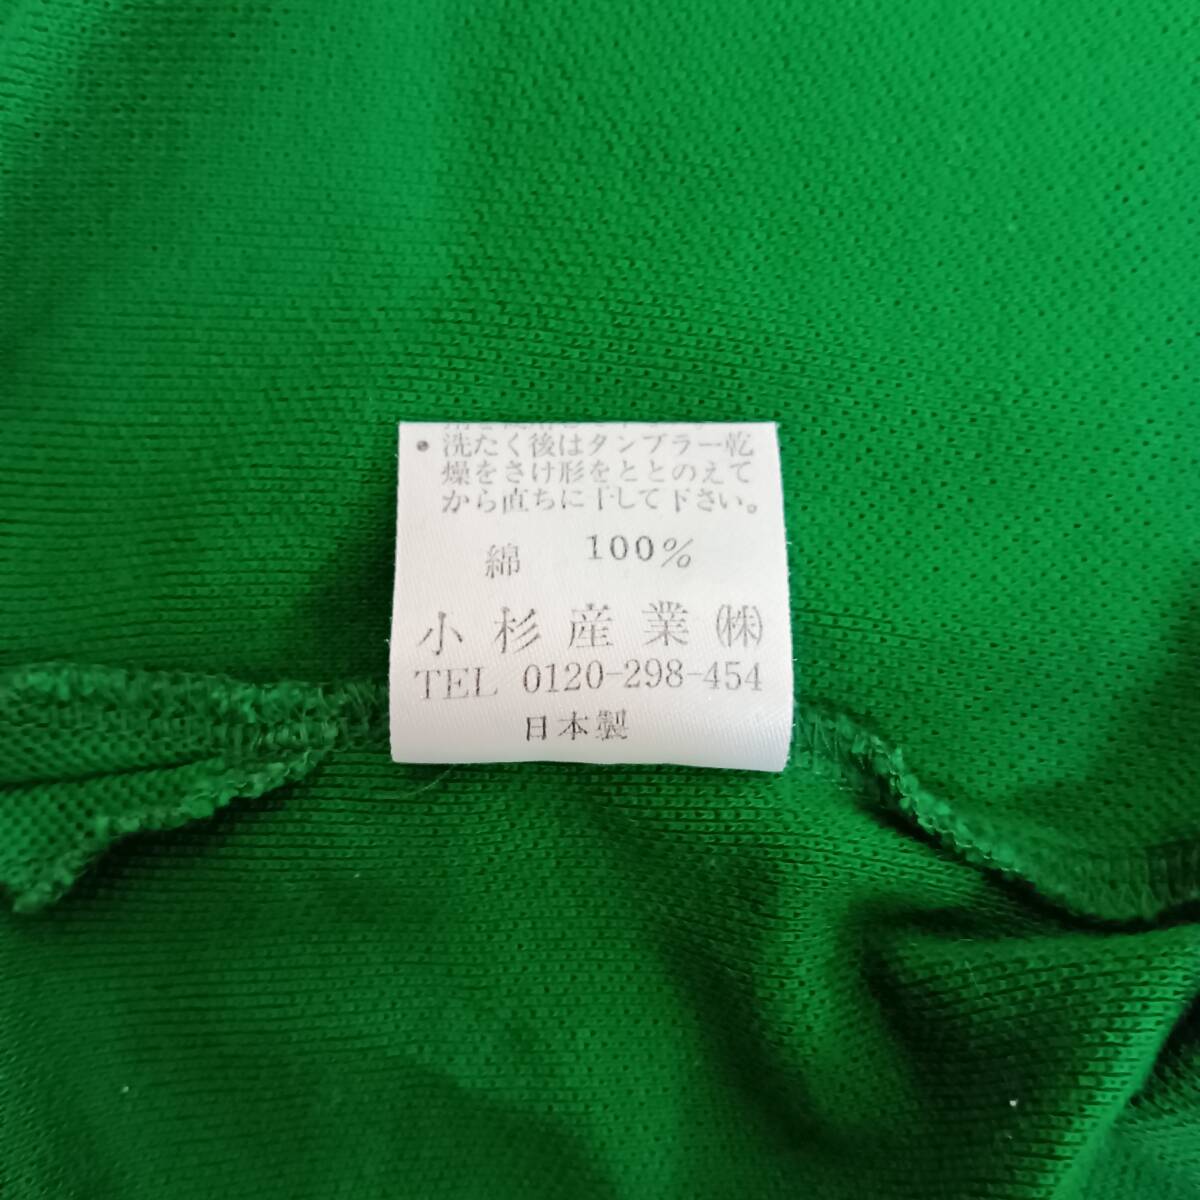 • 洗たく後はタンブラー乾
燥をさけ形をととのえて
から直ちに干して下さい。
綿 100%
小杉産業㈱
TEL 0120-298-454
日本製